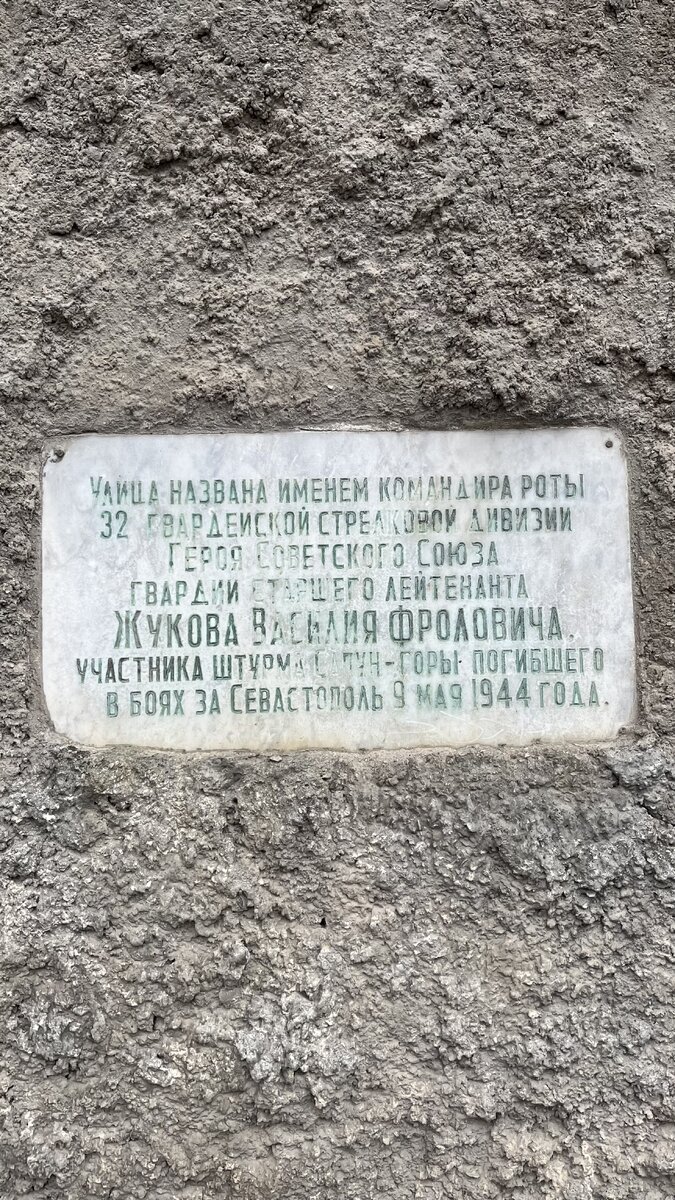 Улица названа именем командира роты
32 гвардейской стрелковой дивизии
Героя Советского Союза
гвардии старшего лейтенанта
Жукова Василия Фроловича,
участника штурма Сапун-горы, погибшего
в боях за Севастополь 9 мая 1944 года.